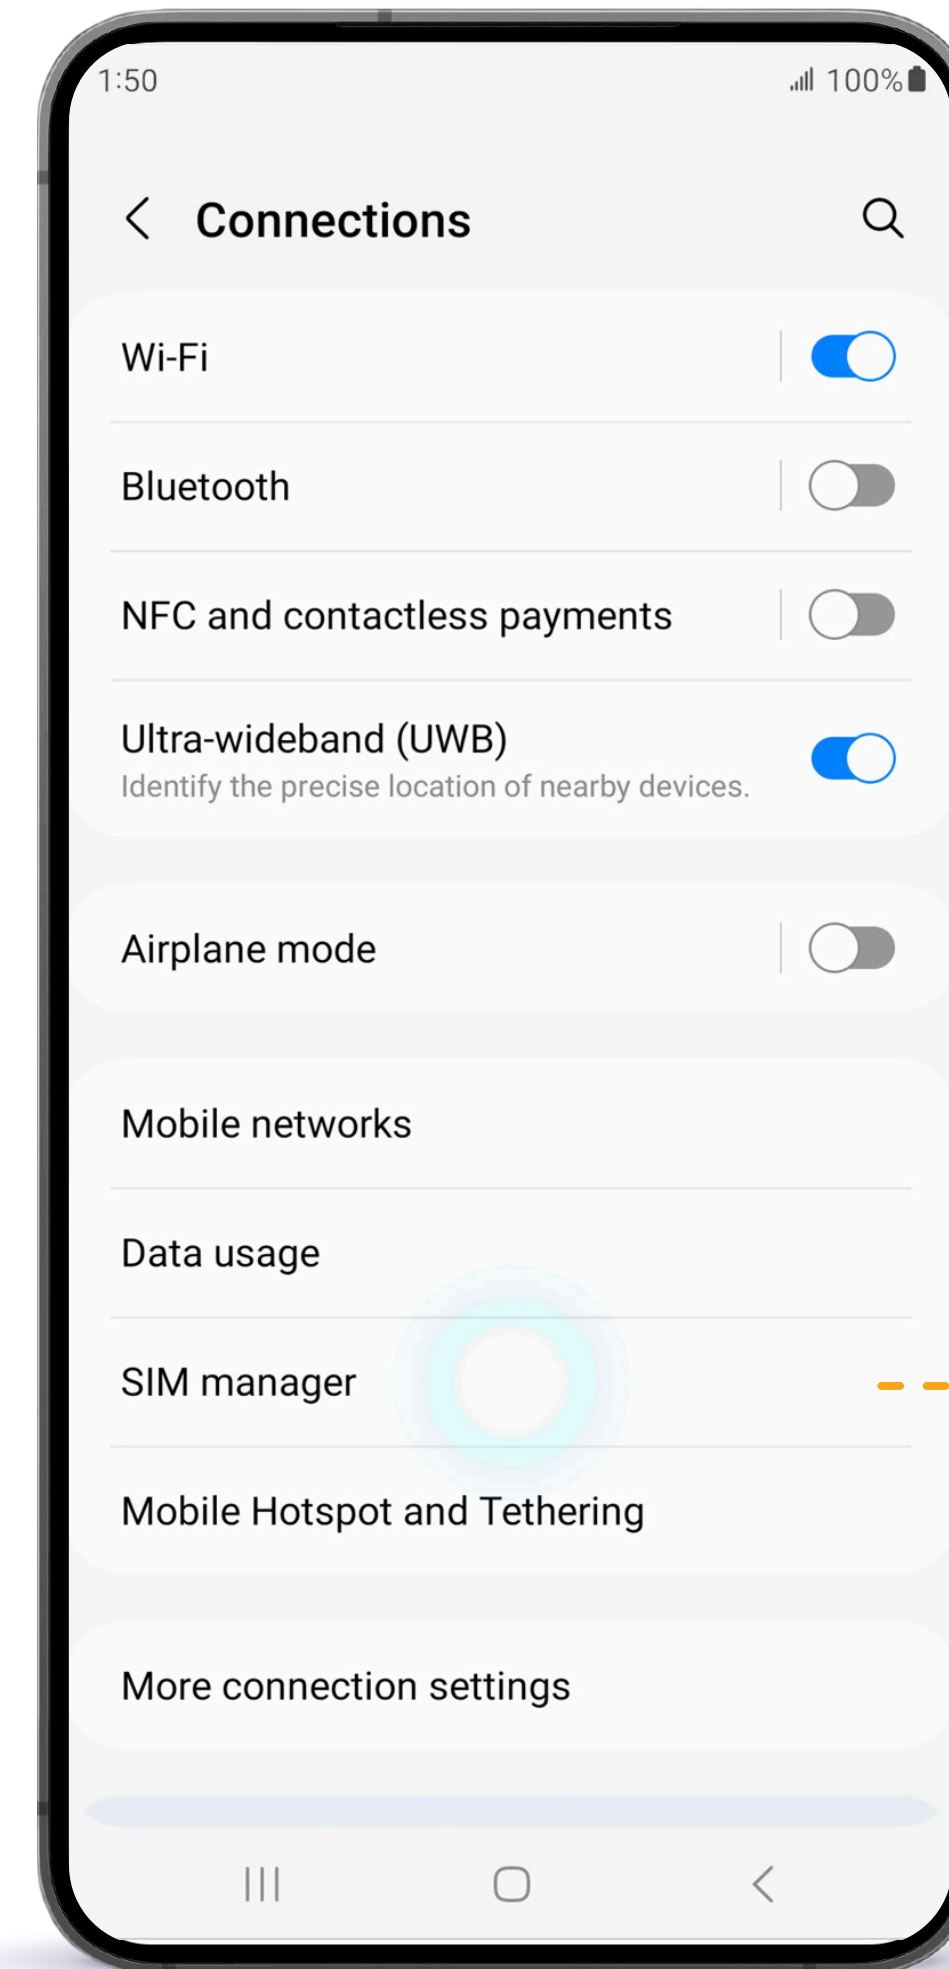 1:50
100%
Connections
Wi-Fi
Bluetooth
NFC and contactless payments
Ultra-wideband (UWB)
Identify the precise location of nearby devices.
Airplane mode
Mobile networks
Data usage
SIM manager
Mobile Hotspot and Tethering
More connection settings